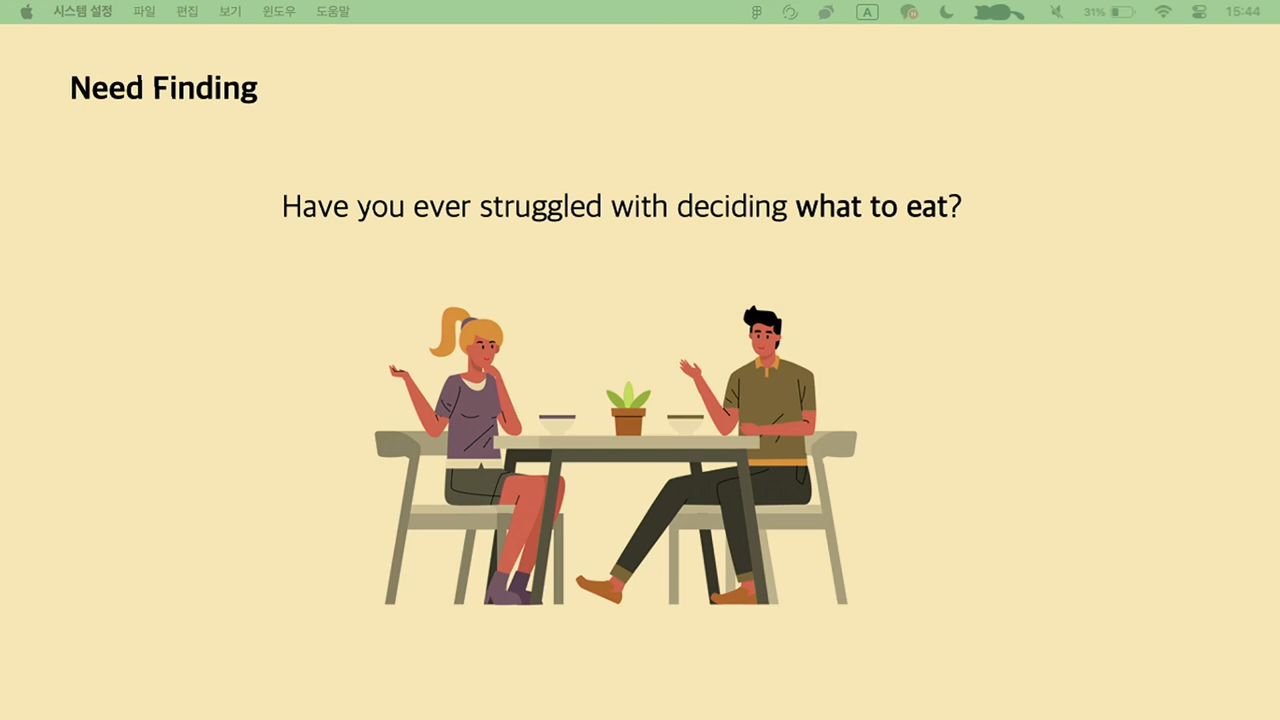 시스템 설정 파일 편집 보기 윈도우 도움말 A 31% 15:44
Need Finding
Have you ever struggled with deciding what to eat?